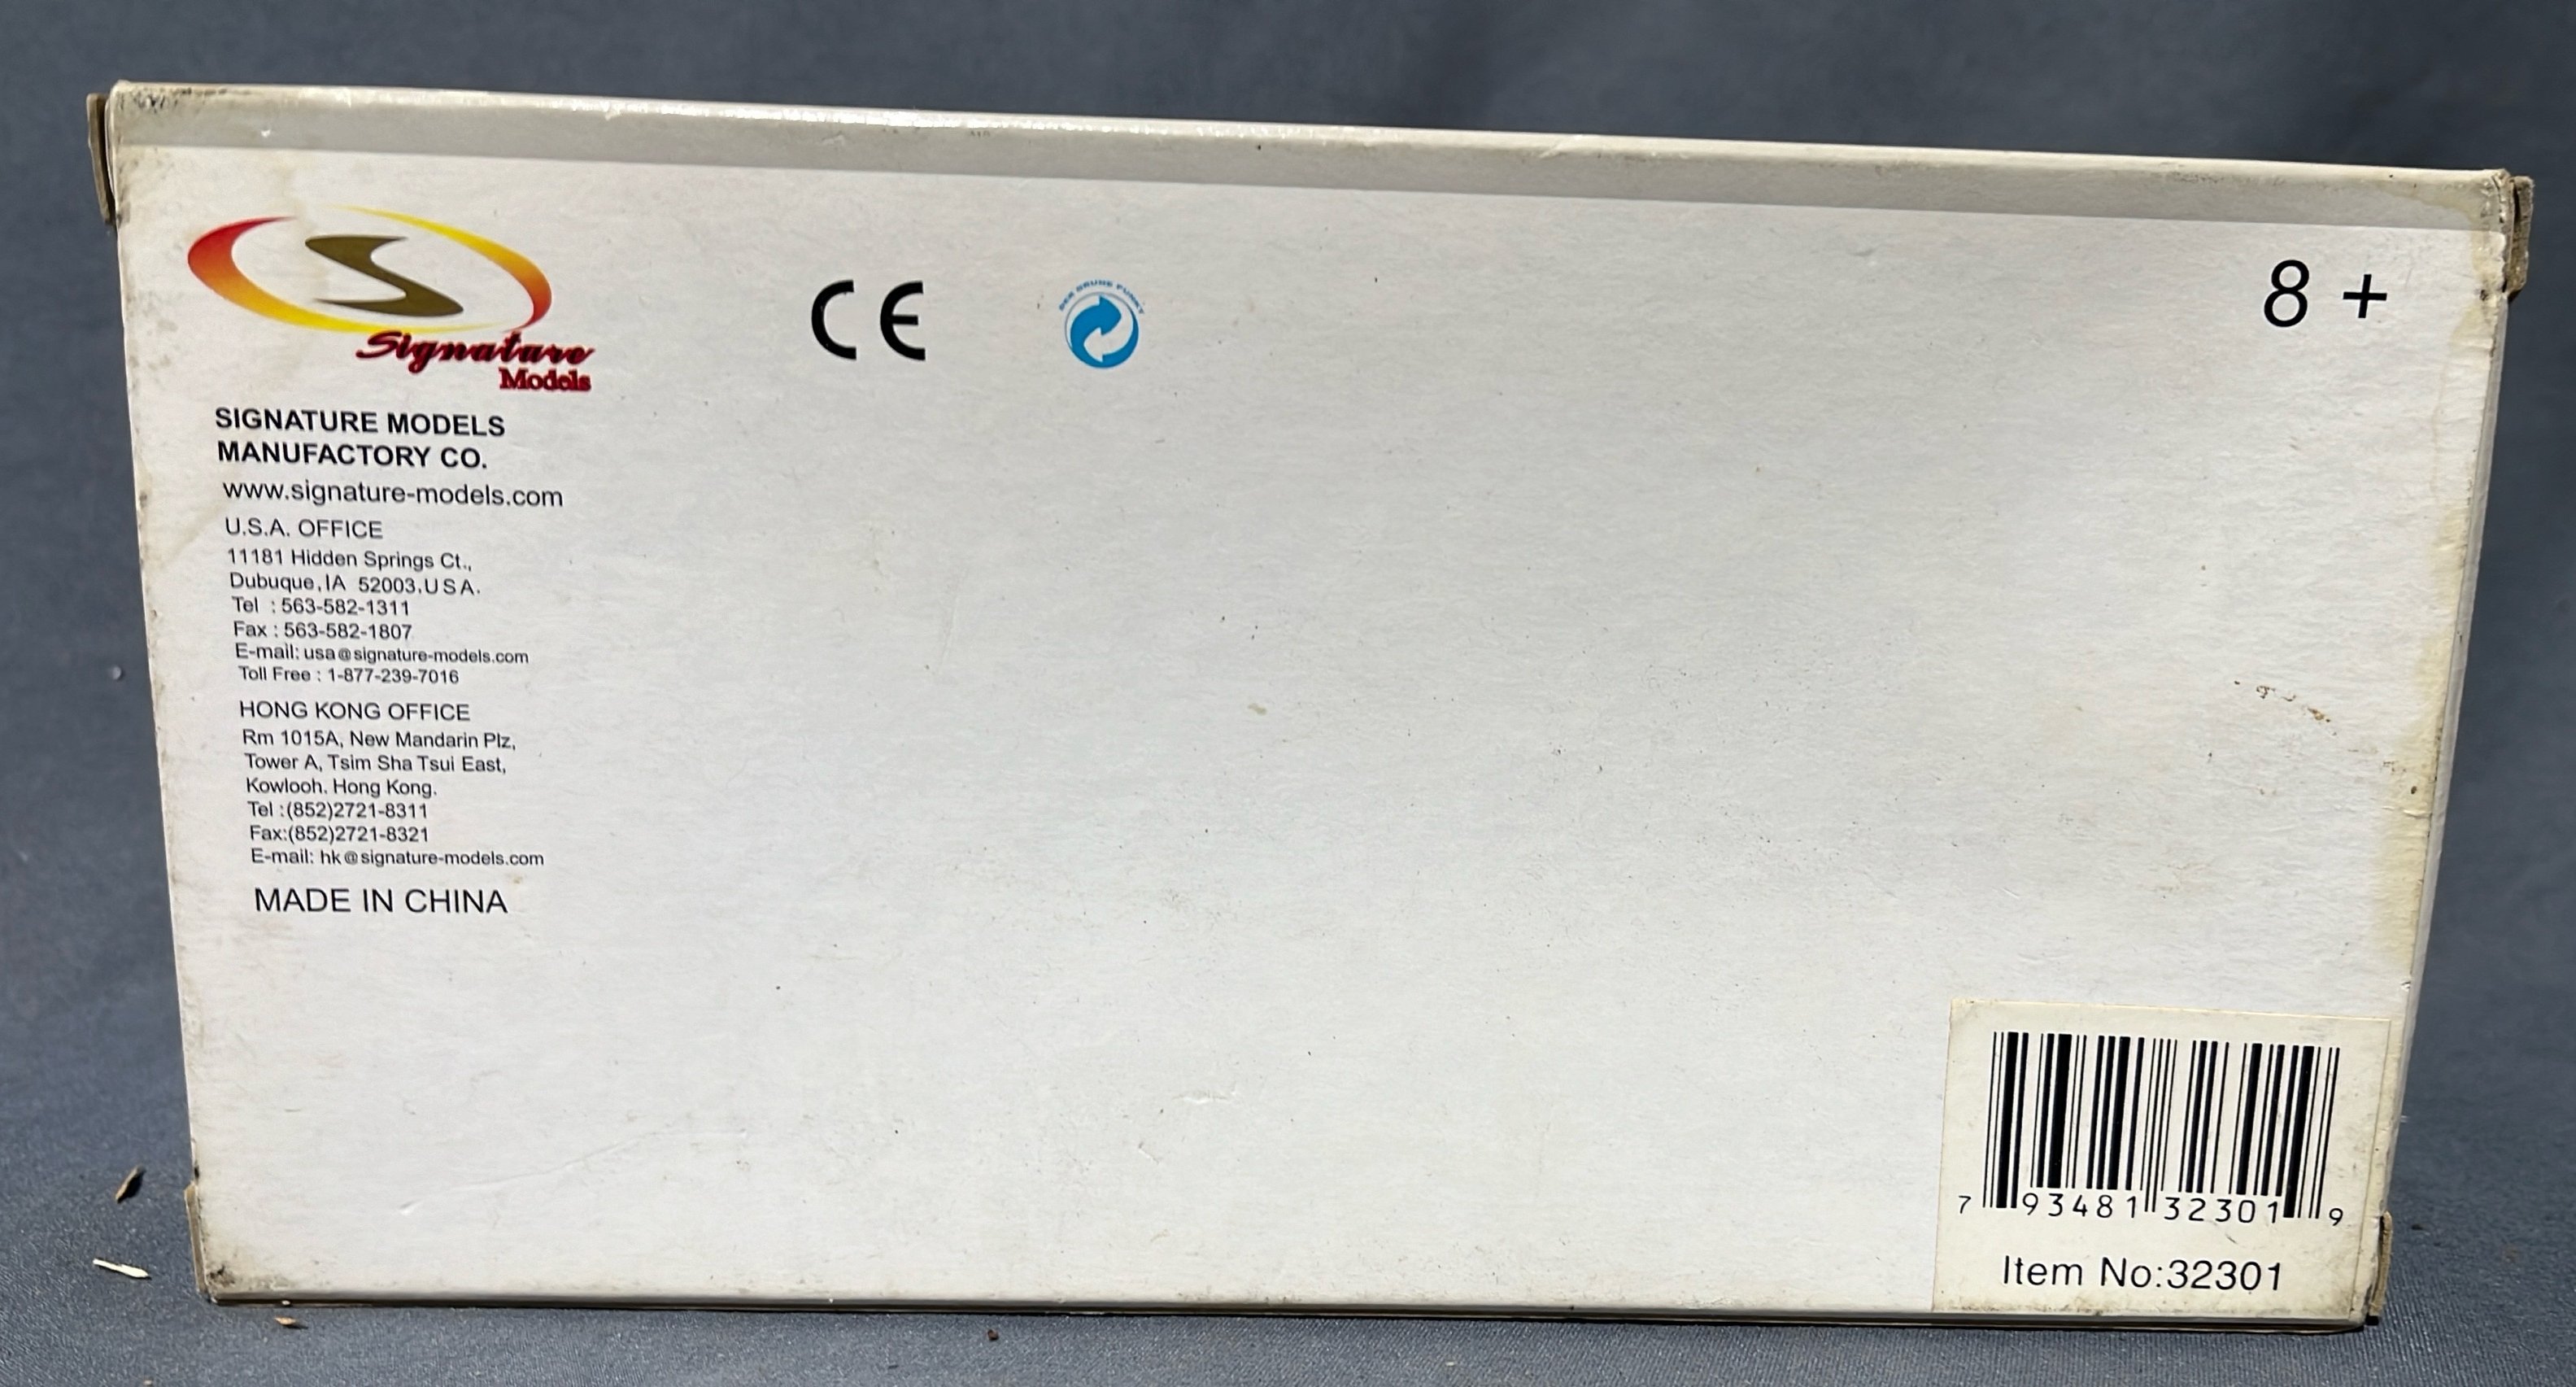 S
Signature
Models
SIGNATURE MODELS
MANUFACTORY CO.
www.signature-models.com
U.S.A. OFFICE
11181 Hidden Springs Ct.,
Dubuque,IA 52003.USA.
Tel : 563-582-1311
Fax : 563-582-1807
E-mail: usa@signature-models.com
Toll Free : 1-877-239-7016
HONG KONG OFFICE
Rm 1015A, New Mandarin Plz,
Tower A, Tsim Sha Tsui East,
Kowlooh. Hong Kong.
Tel :(852)2721-8311
Fax:(852)2721-8321
E-mail: hk@signature-models.com
MADE IN CHINA
CE
DER GRUNE PUNKT
8 +
7 93481 32301 9
Item No:32301